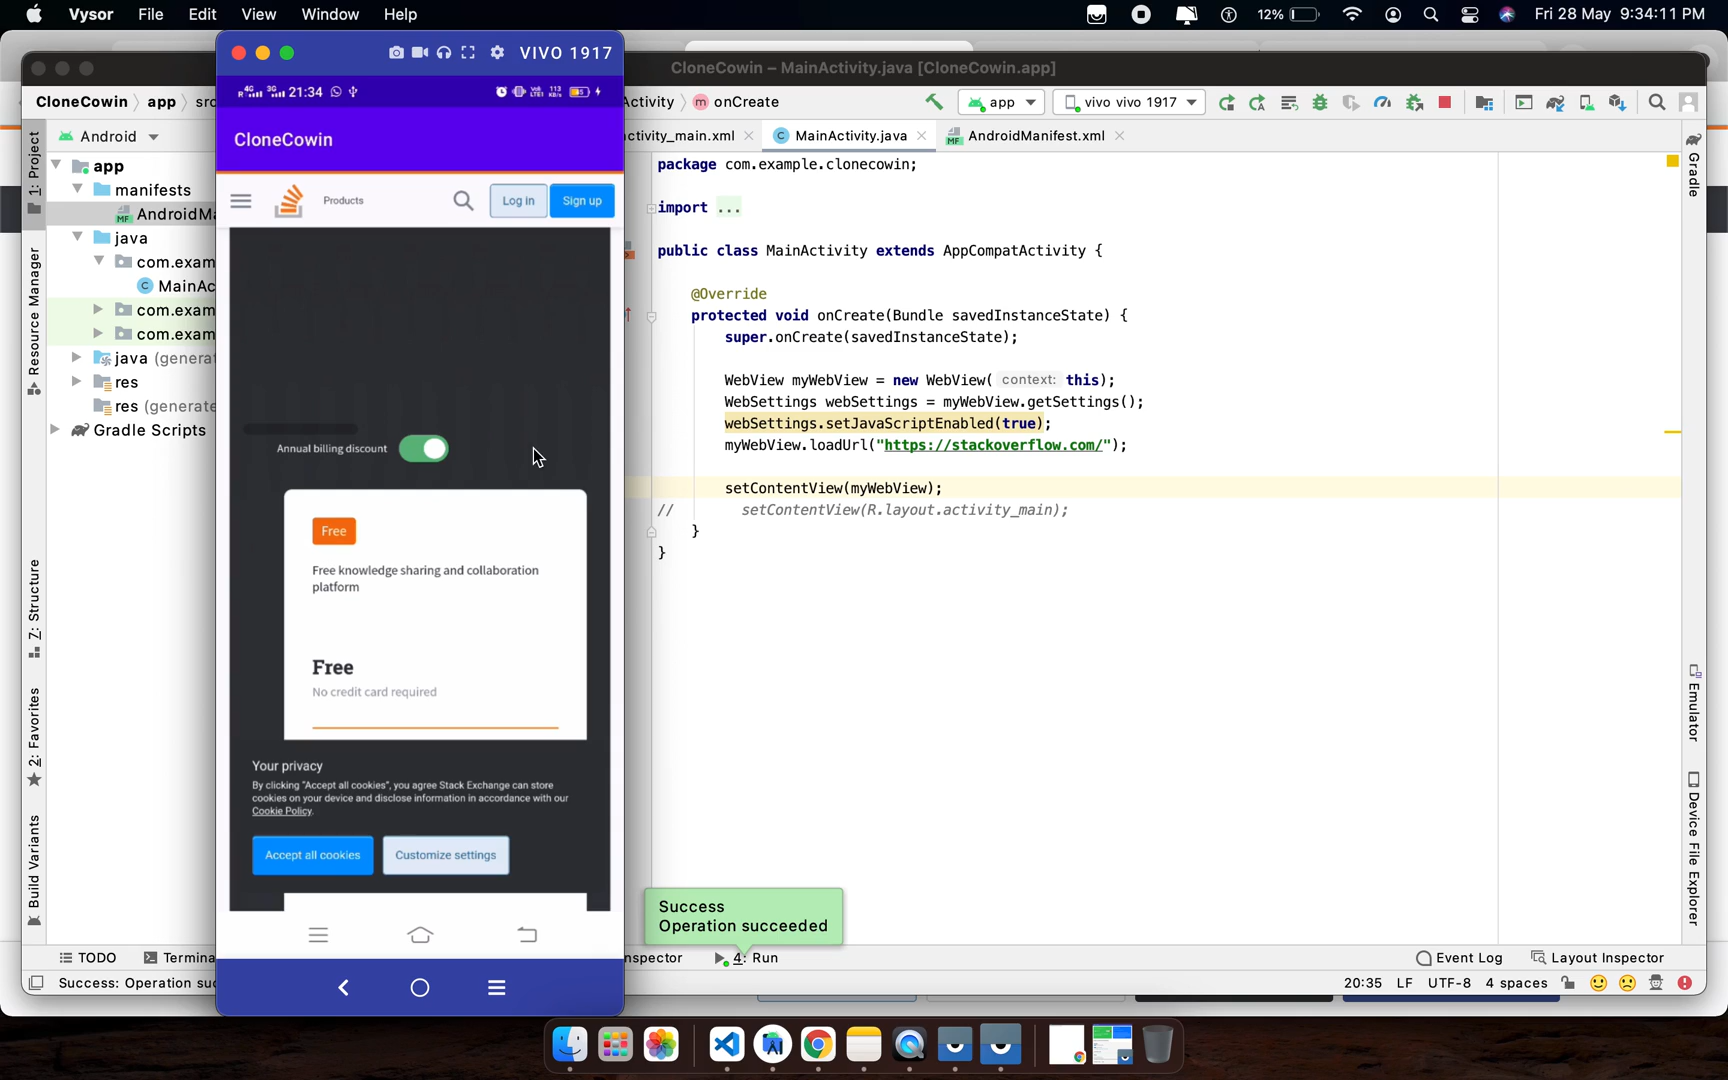 Vysor File Edit View Window Help
12% Fri 28 May 9:34:11 PM
VIVO 1917
CloneCowin – MainActivity.java [CloneCowin.app]
CloneCowin app src
Activity onCreate
app
vivo vivo 1917
4G 3G 21:34
CloneCowin
Android
ctivity_main.xml
MainActivity.java
AndroidManifest.xml
1: Project
Resource Manager
7: Structure
2: Favorites
Build Variants
app
manifests
AndroidMa
java
com.exam
MainAc
com.exam
com.exam
java (generat
res
res (generate
Gradle Scripts
Products
Log in
Sign up
Annual billing discount
Free
Free knowledge sharing and collaboration
platform
Free
No credit card required
Your privacy
By clicking "Accept all cookies", you agree Stack Exchange can store
cookies on your device and disclose information in accordance with our
Cookie Policy.
Accept all cookies
Customize settings
package com.example.clonecowin;
import ...
public class MainActivity extends AppCompatActivity {
@Override
protected void onCreate(Bundle savedInstanceState) {
super.onCreate(savedInstanceState);
WebView myWebView = new WebView( context: this);
WebSettings webSettings = myWebView.getSettings();
webSettings.setJavaScriptEnabled(true);
myWebView.loadUrl("https://stackoverflow.com/");
setContentView(myWebView);
// setContentView(R.layout.activity_main);
}
}
Gradle
Emulator
Device File Explorer
Success
Operation succeeded
TODO
Termina
nspector
4: Run
Event Log
Layout Inspector
Success: Operation suc
20:35 LF UTF-8 4 spaces